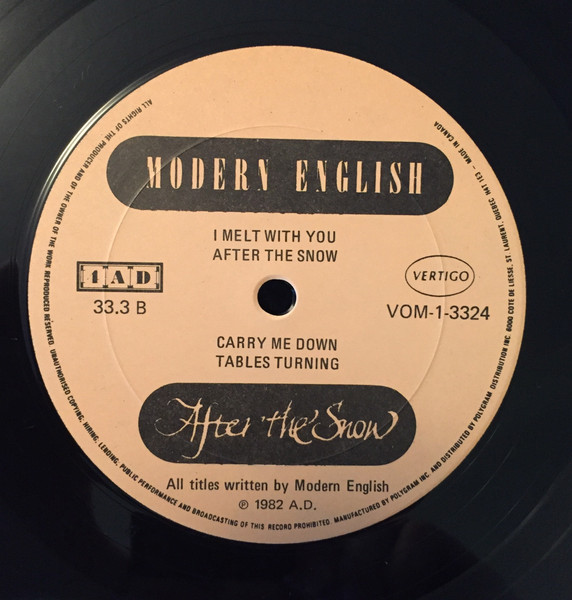 MODERN ENGLISH
I MELT WITH YOU
AFTER THE SNOW
4AD
33.3 B
VERTIGO
VOM-1-3324
CARRY ME DOWN
TABLES TURNING
After the Snow
All titles written by Modern English
℗ 1982 A.D.
ALL RIGHTS OF THE PRODUCER AND OF THE OWNER OF THE WORK REPRODUCED RESERVED. UNAUTHORISED COPYING, HIRING, LENDING, PUBLIC PERFORMANCE AND BROADCASTING OF THIS RECORD PROHIBITED. MANUFACTURED BY POLYGRAM INC. AND DISTRIBUTED BY POLYGRAM DISTRIBUTION INC. 6000 COTE DE LIESSE, ST. LAURENT, QUEBEC H4T 1E3 – MADE IN CANADA